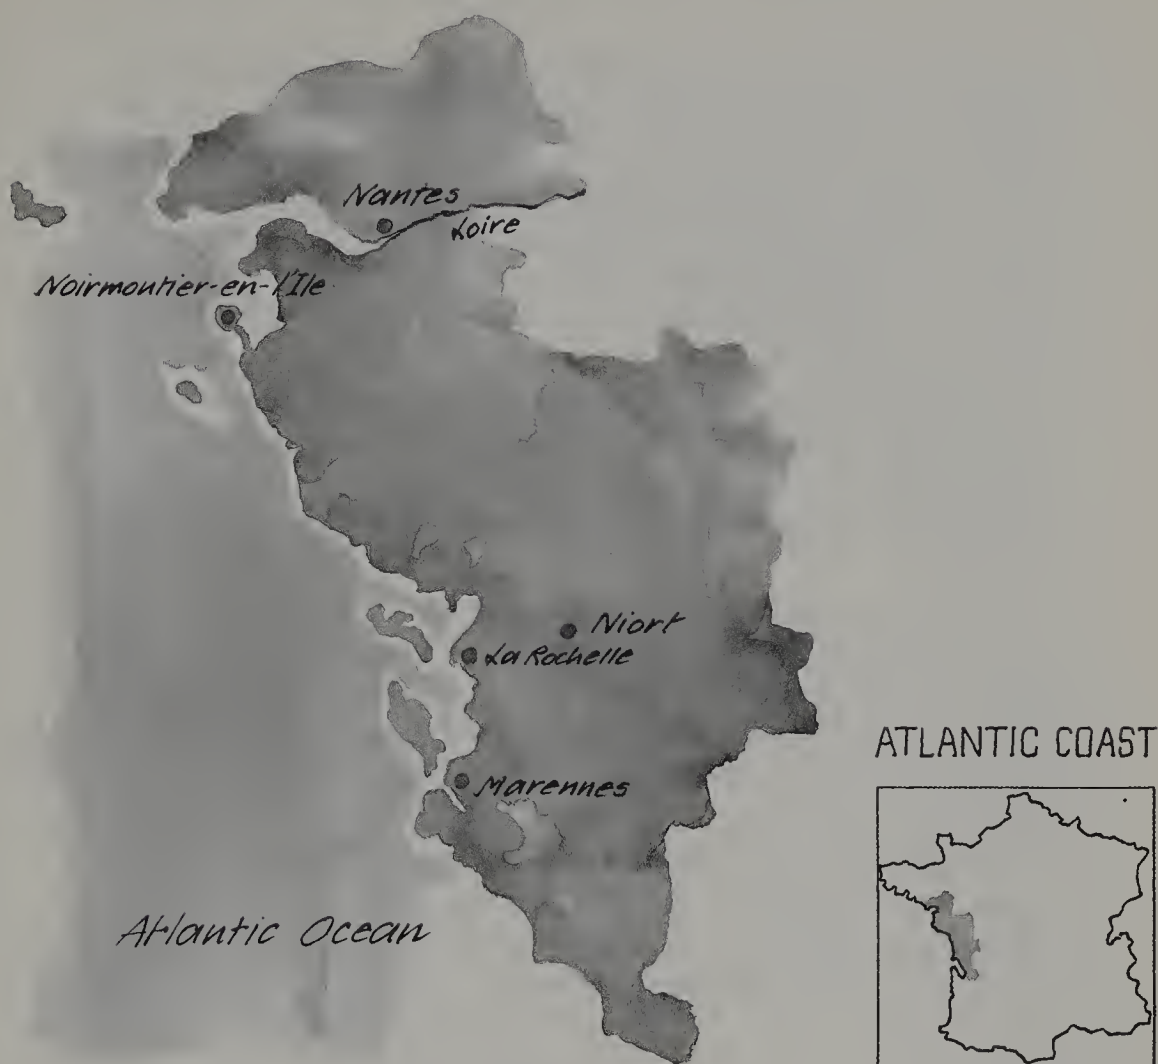 Nantes
Loire
Noirmoutier-en-l'Ile
Niort
La Rochelle
Marennes
ATLANTIC COAST
Atlantic Ocean